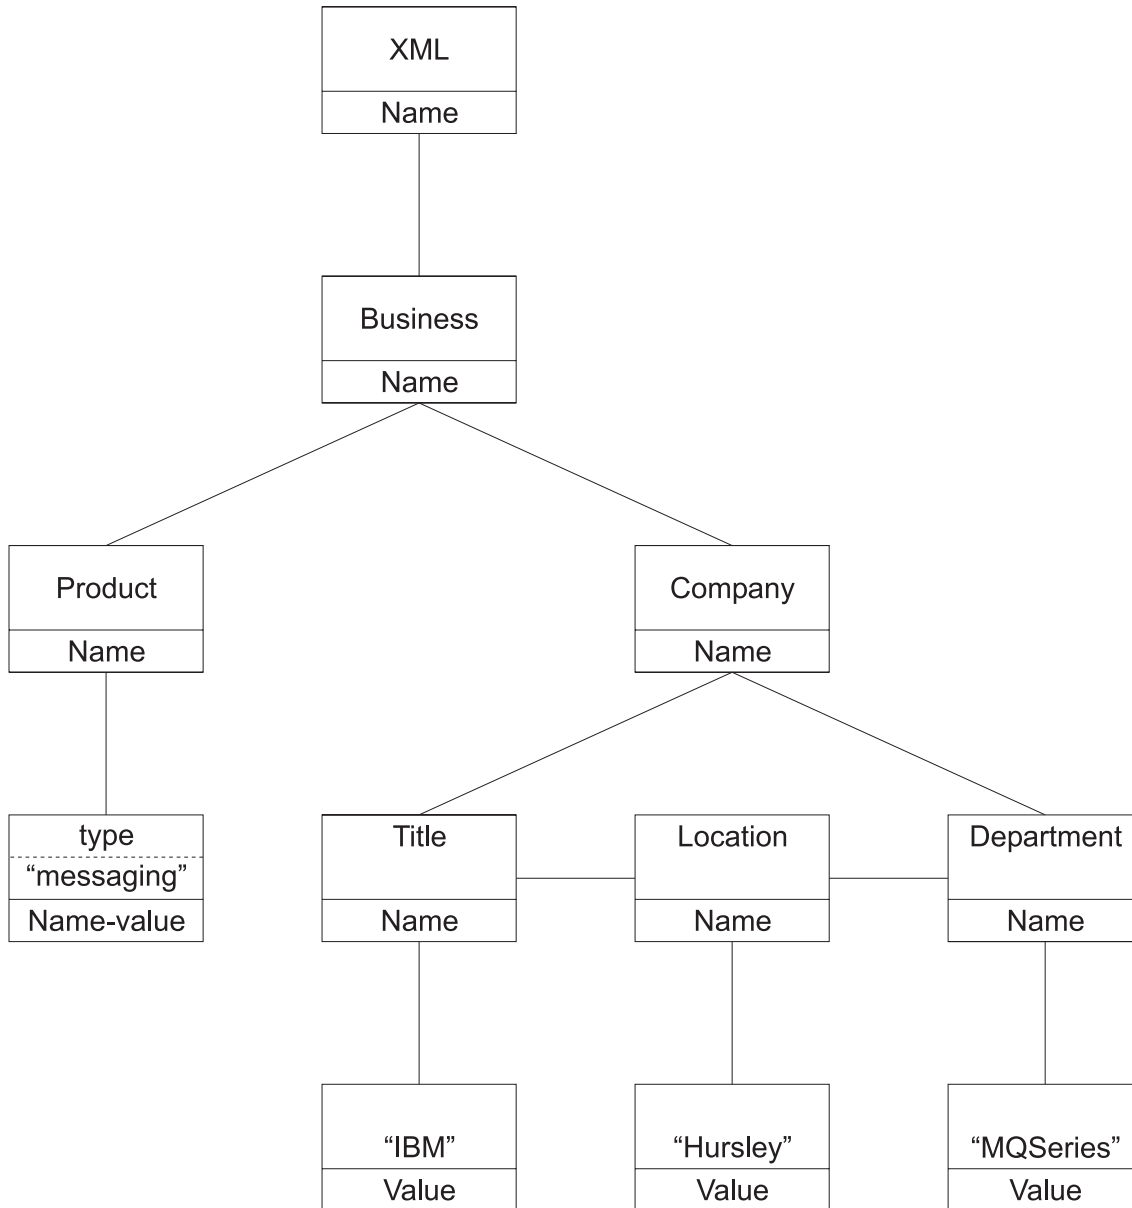 XML
Name
Business
Name
Product
Name
Company
Name
type
“messaging”
Name-value
Title
Name
Location
Name
Department
Name
“IBM”
Value
“Hursley”
Value
“MQSeries”
Value